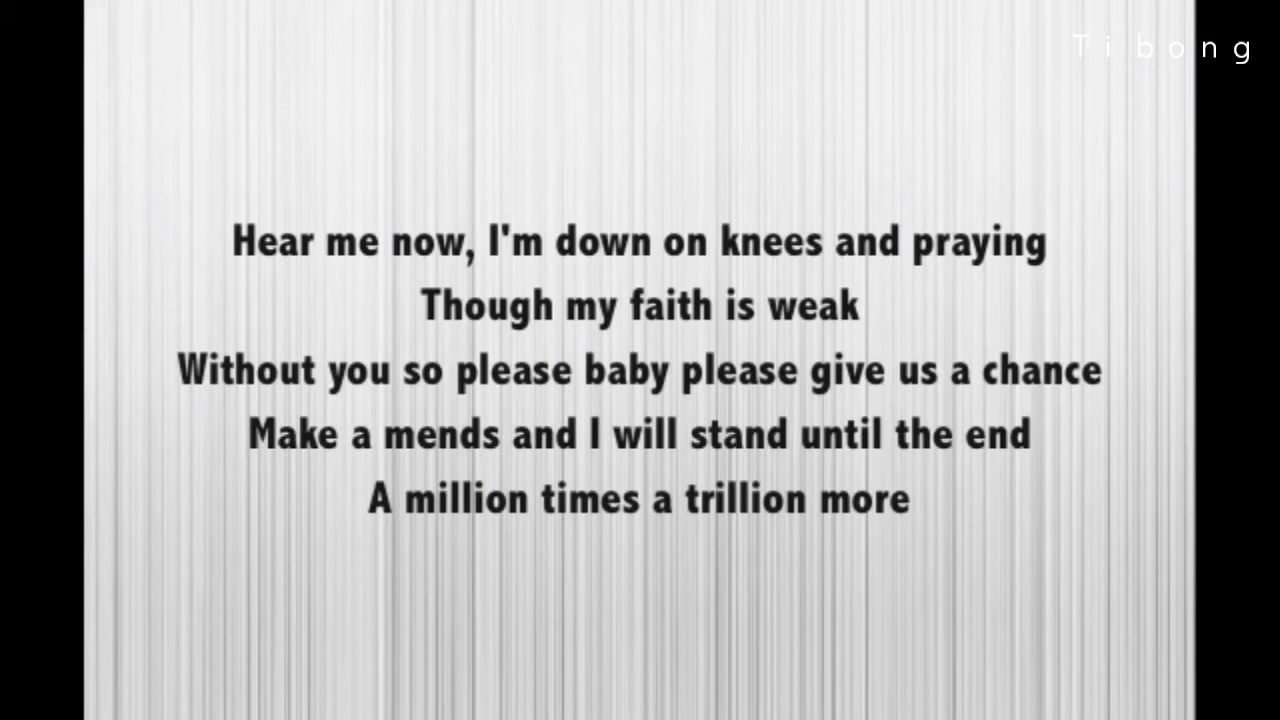 Tibong
Hear me now, I'm down on knees and praying
Though my faith is weak
Without you so please baby please give us a chance
Make a mends and I will stand until the end
A million times a trillion more